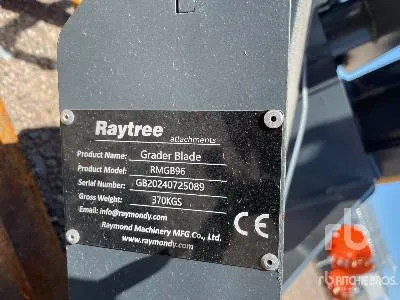 Raytree
attachments
Product Name: Grader Blade
Product Model: RMGB96
Serial Number: GB20240725089
Gross Weight: 370KGS
Email: info@raymondy.com
Raymond Machinery MFG.Co., Ltd.
www.raymondy.com
CE
rb
RITCHIE BROS.